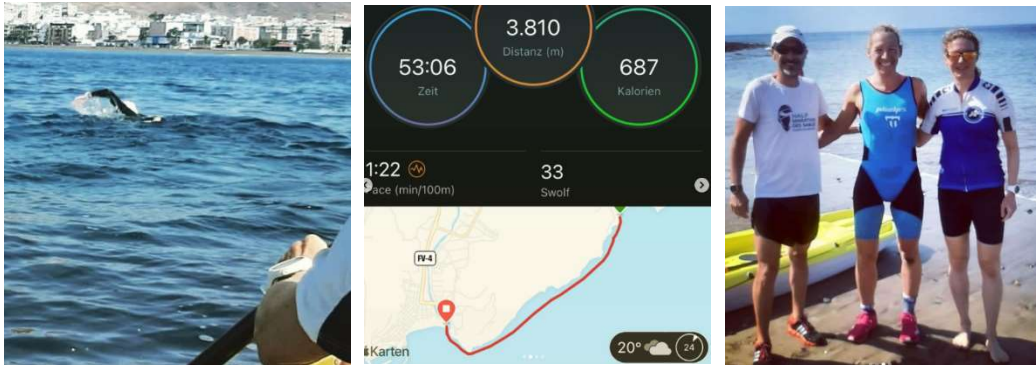 3.810
Distanz (m)
53:06
Zeit
687
Kalorien
1:22
ace (min/100m)
33
Swolf
FV-4
Karten
20°
24
11